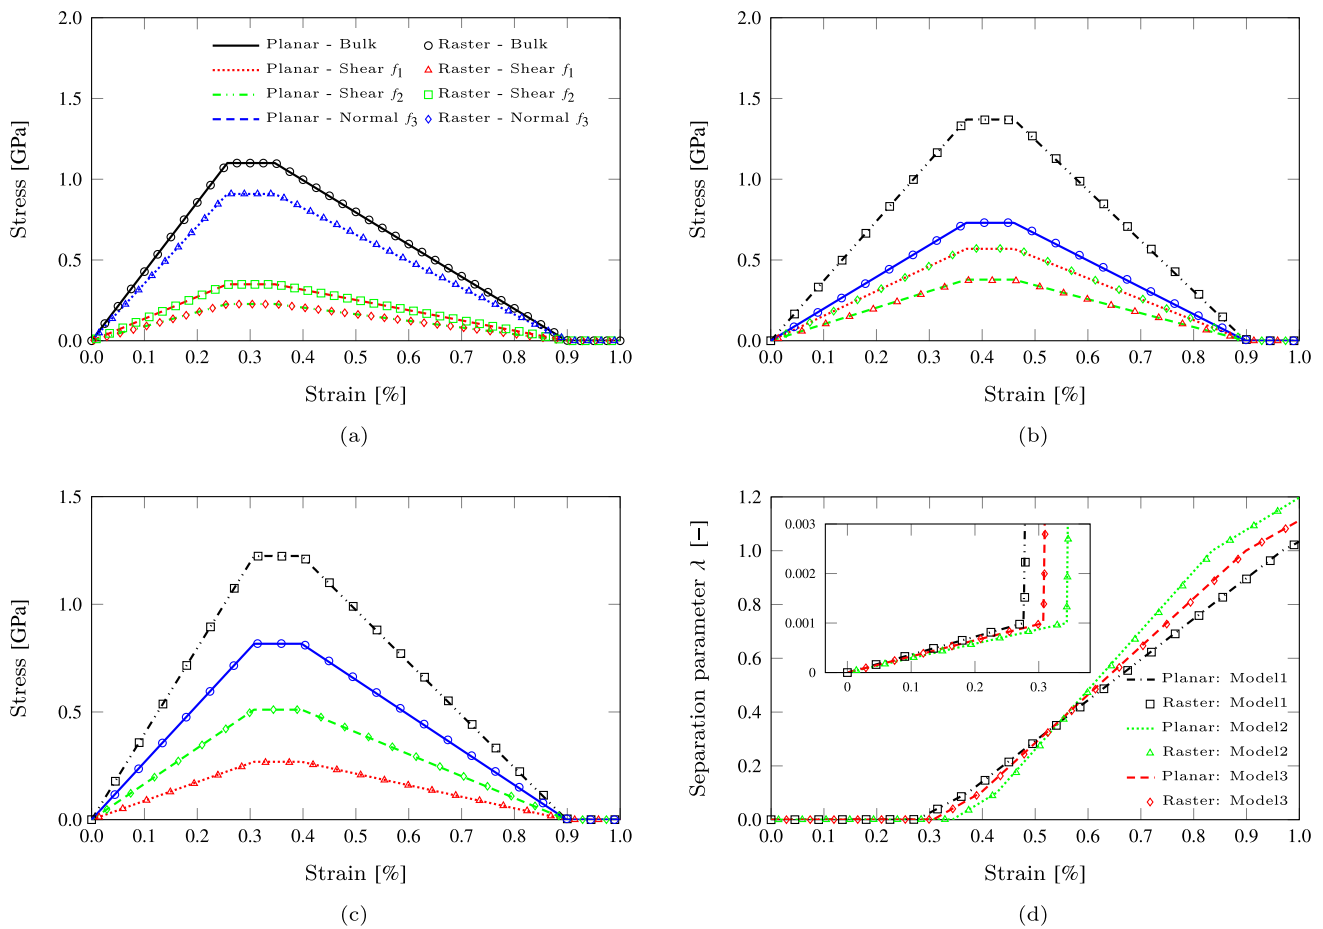 2.0
1.5
1.0
0.5
0.0
Stress [GPa]
Planar - Bulk
Planar - Shear f1
Planar - Shear f2
Planar - Normal f3
Raster - Bulk
Raster - Shear f1
Raster - Shear f2
Raster - Normal f3
0.0 0.1 0.2 0.3 0.4 0.5 0.6 0.7 0.8 0.9 1.0
Strain [%]
(a)
2.0
1.5
1.0
0.5
0.0
Stress [GPa]
0.0 0.1 0.2 0.3 0.4 0.5 0.6 0.7 0.8 0.9 1.0
Strain [%]
(b)
1.5
1.0
0.5
0.0
Stress [GPa]
0.0 0.1 0.2 0.3 0.4 0.5 0.6 0.7 0.8 0.9 1.0
Strain [%]
(c)
1.2
1.0
0.8
0.6
0.4
0.2
0.0
Separation parameter λ [−]
0.003
0.002
0.001
0
0 0.1 0.2 0.3
Planar: Model1
Raster: Model1
Planar: Model2
Raster: Model2
Planar: Model3
Raster: Model3
0.0 0.1 0.2 0.3 0.4 0.5 0.6 0.7 0.8 0.9 1.0
Strain [%]
(d)